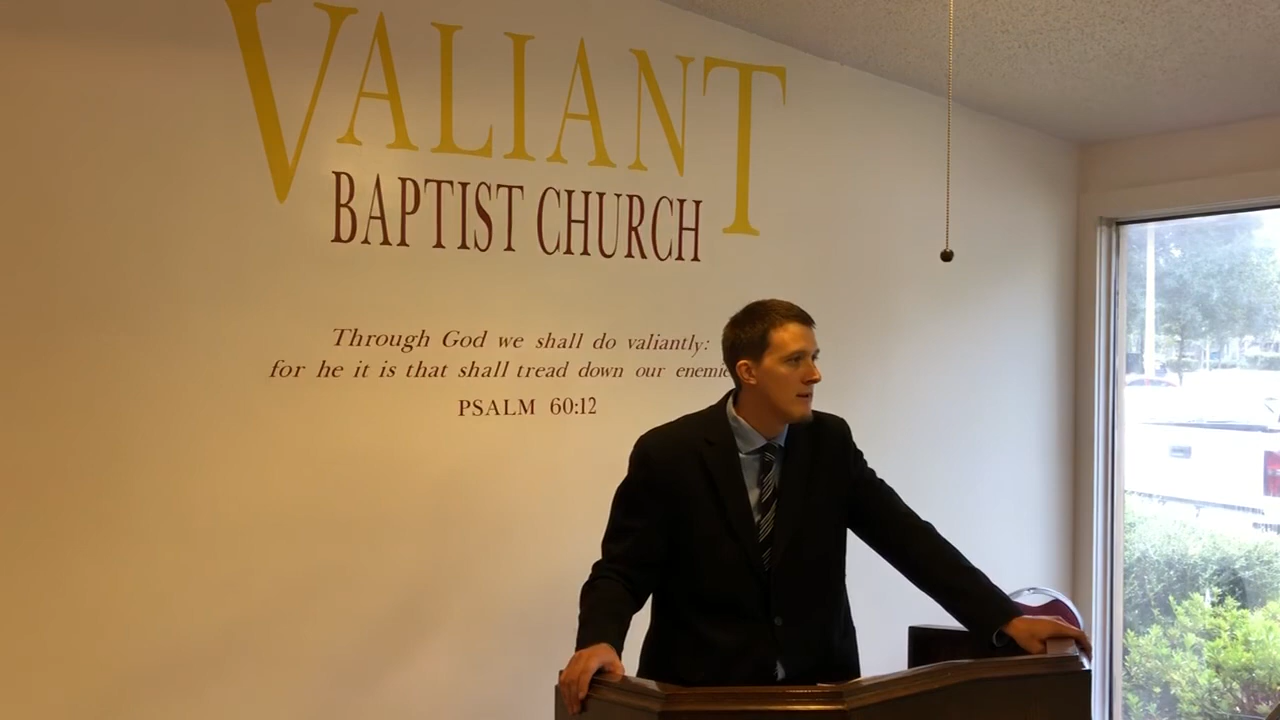 VALIANT
BAPTIST CHURCH
Through God we shall do valiantly:
for he it is that shall tread down our
PSALM 60:12